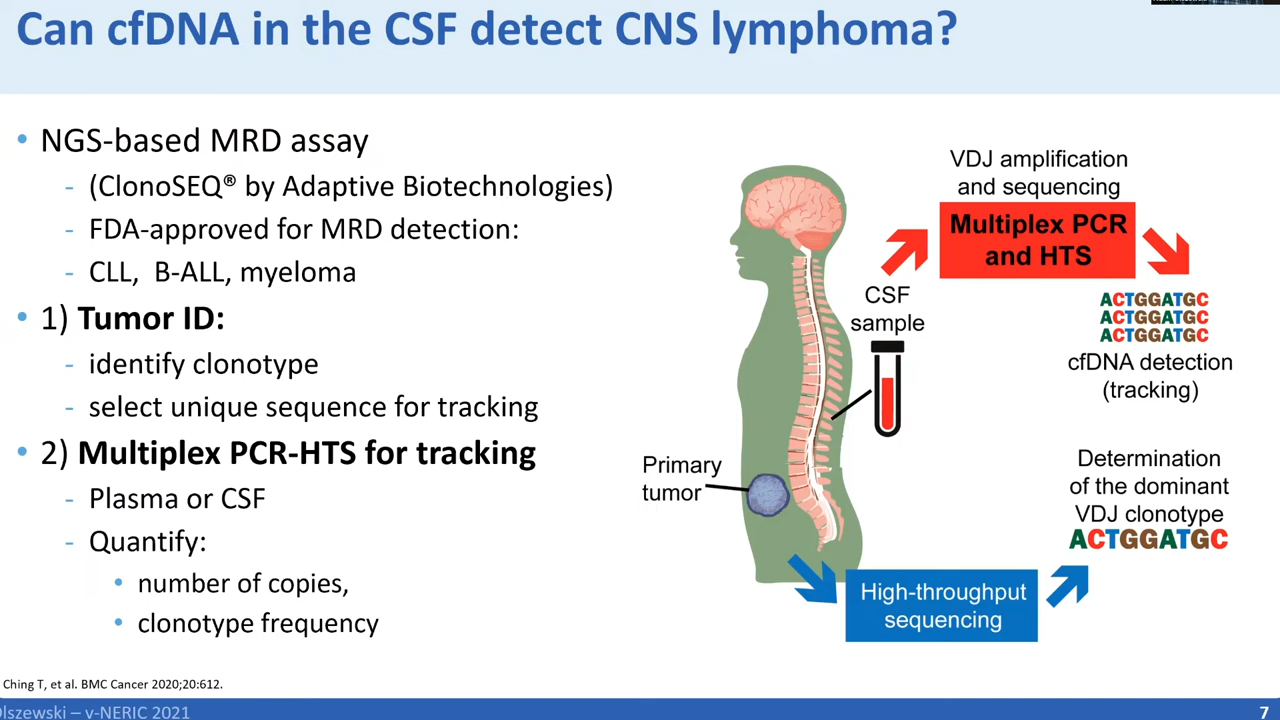 Can cfDNA in the CSF detect CNS lymphoma?
• NGS-based MRD assay
- (ClonoSEQ® by Adaptive Biotechnologies)
- FDA-approved for MRD detection:
- CLL, B-ALL, myeloma
• 1) Tumor ID:
- identify clonotype
- select unique sequence for tracking
• 2) Multiplex PCR-HTS for tracking
- Plasma or CSF
- Quantify:
• number of copies,
• clonotype frequency
VDJ amplification
and sequencing
Multiplex PCR
and HTS
CSF
sample
ACTGGATGC
ACTGGATGC
ACTGGATGC
cfDNA detection
(tracking)
Primary
tumor
Determination
of the dominant
VDJ clonotype
ACTGGATGC
High-throughput
sequencing
Ching T, et al. BMC Cancer 2020;20:612.
Olszewski – v-NERIC 2021
7